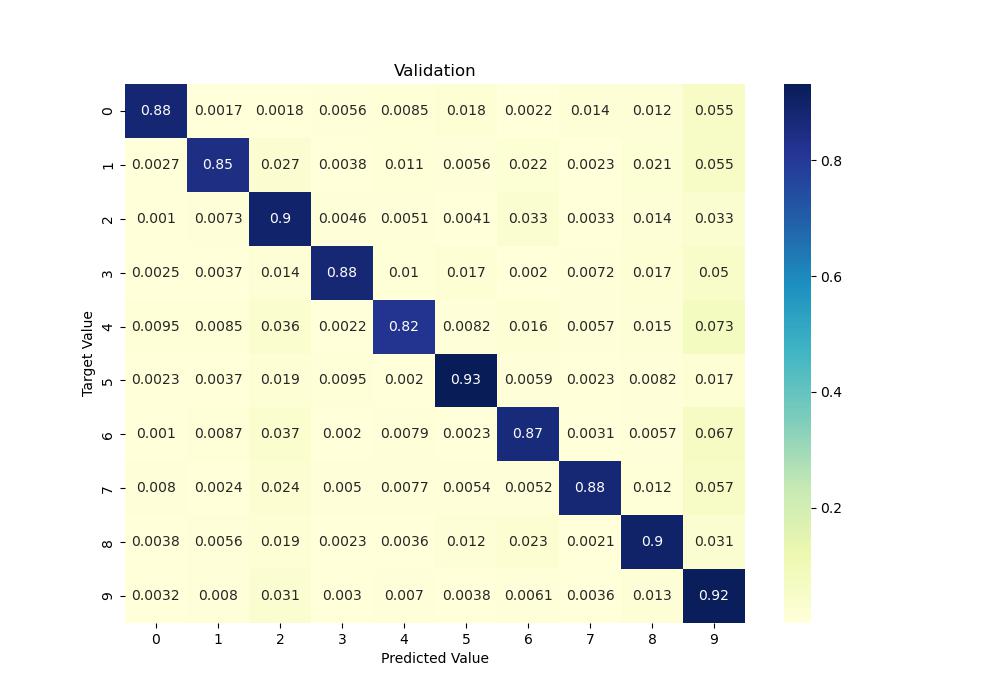 Validation
0 0.88 0.0017 0.0018 0.0056 0.0085 0.018 0.0022 0.014 0.012 0.055
1 0.0027 0.85 0.027 0.0038 0.011 0.0056 0.022 0.0023 0.021 0.055
0.8
2 0.001 0.0073 0.9 0.0046 0.0051 0.0041 0.033 0.0033 0.014 0.033
3 0.0025 0.0037 0.014 0.88 0.01 0.017 0.002 0.0072 0.017 0.05
0.6
4 0.0095 0.0085 0.036 0.0022 0.82 0.0082 0.016 0.0057 0.015 0.073
Target Value
5 0.0023 0.0037 0.019 0.0095 0.002 0.93 0.0059 0.0023 0.0082 0.017
0.4
6 0.001 0.0087 0.037 0.002 0.0079 0.0023 0.87 0.0031 0.0057 0.067
7 0.008 0.0024 0.024 0.005 0.0077 0.0054 0.0052 0.88 0.012 0.057
0.2
8 0.0038 0.0056 0.019 0.0023 0.0036 0.012 0.023 0.0021 0.9 0.031
9 0.0032 0.008 0.031 0.003 0.007 0.0038 0.0061 0.0036 0.013 0.92
0 1 2 3 4 5 6 7 8 9
Predicted Value